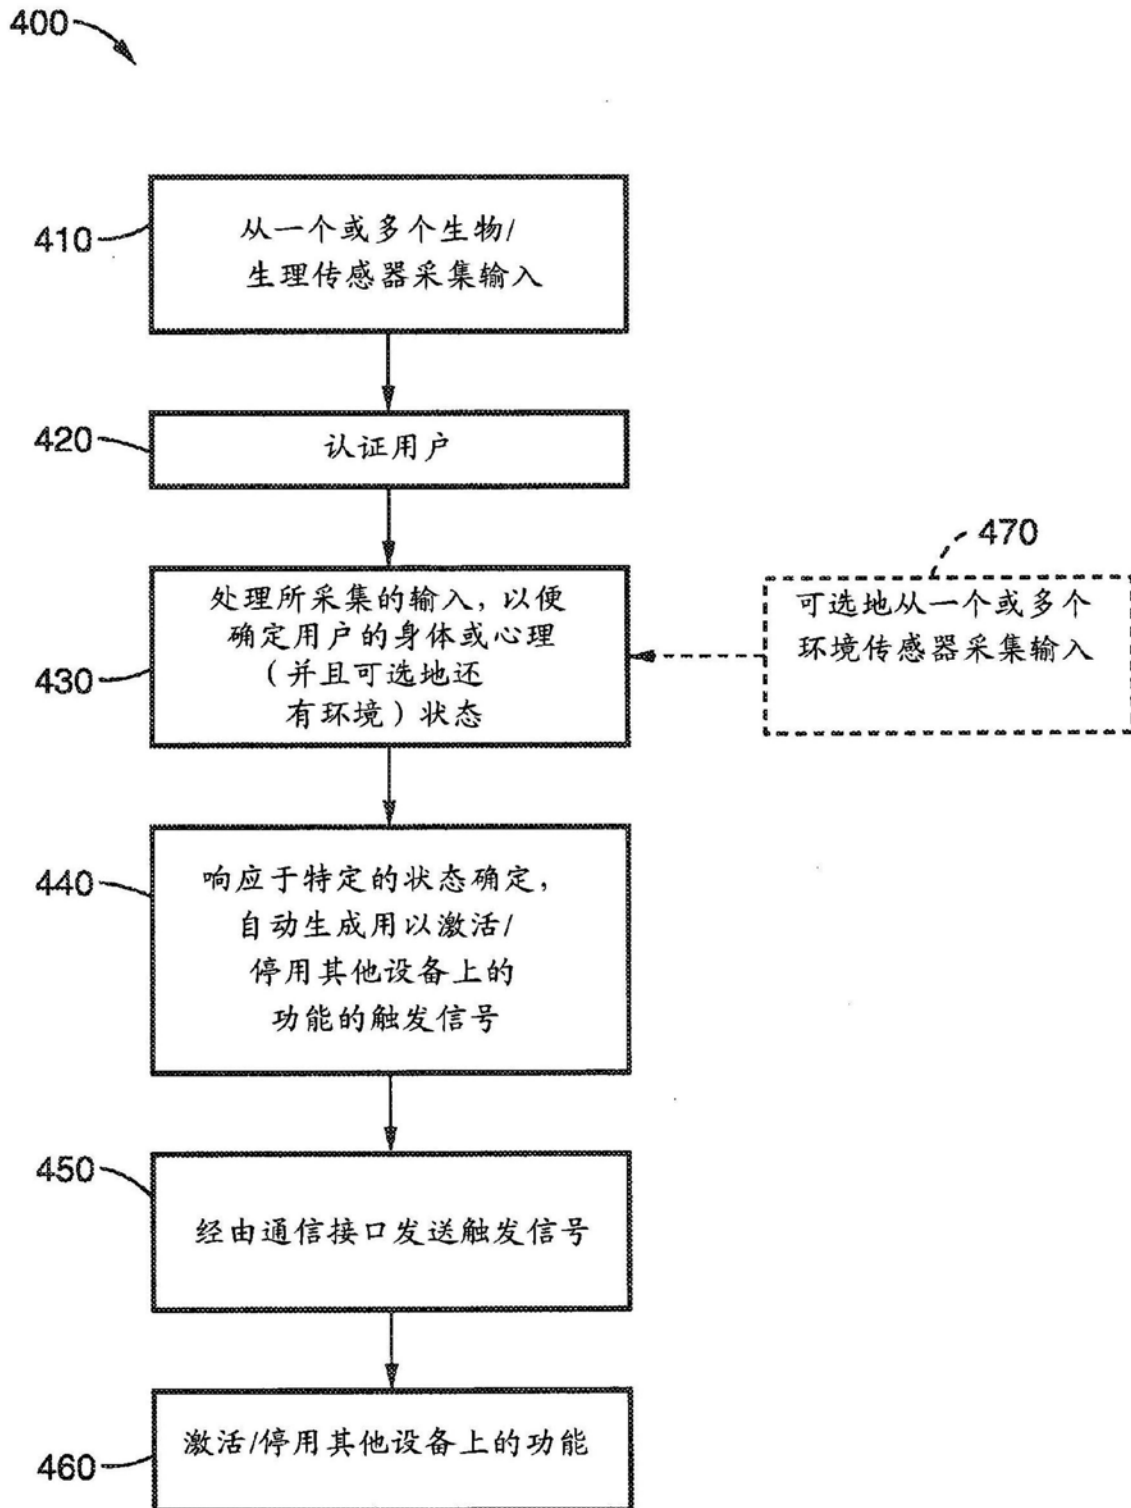 400
410
从一个或多个生物/
生理传感器采集输入
420
认证用户
430
处理所采集的输入, 以便
确定用户的身体或心理
(并且可选地还
有环境) 状态
470
可选地从一个或多个
环境传感器采集输入
440
响应于特定的状态确定,
自动生成用以激活/
停用其他设备上的
功能的触发信号
450
经由通信接口发送触发信号
460
激活/停用其他设备上的功能